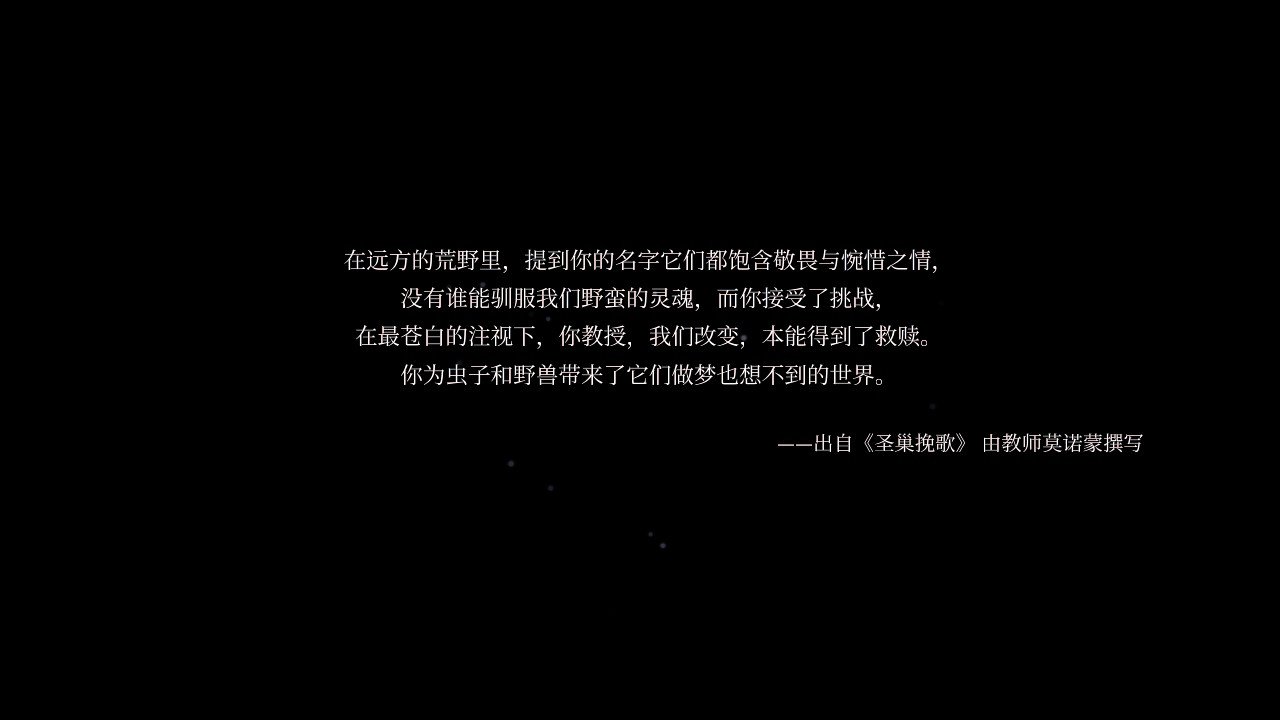 在远方的荒野里，提到你的名字它们都饱含敬畏与惋惜之情，
没有谁能驯服我们野蛮的灵魂，而你接受了挑战，
在最苍白的注视下，你教授，我们改变，本能得到了救赎。
你为虫子和野兽带来了它们做梦也想不到的世界。
——出自《圣巢挽歌》 由教师莫诺蒙撰写